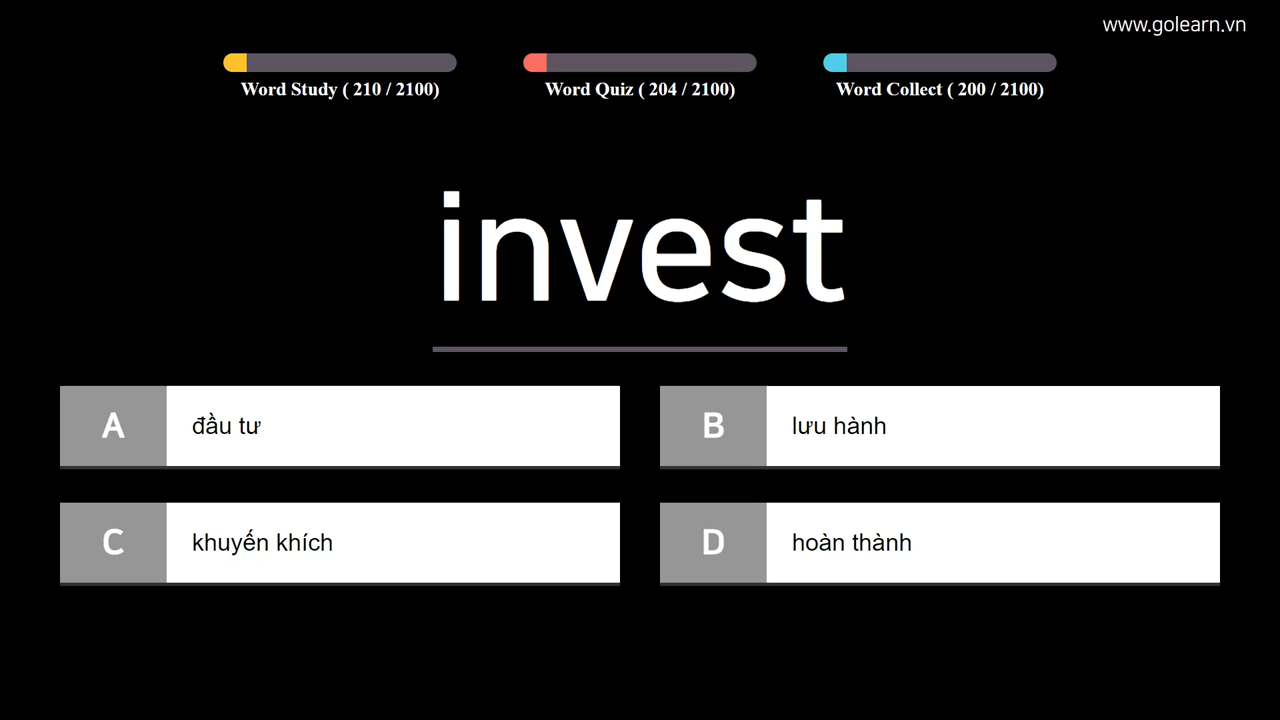 www.golearn.vn
Word Study ( 210 / 2100)
Word Quiz ( 204 / 2100)
Word Collect ( 200 / 2100)
invest
A đầu tư
B lưu hành
C khuyến khích
D hoàn thành